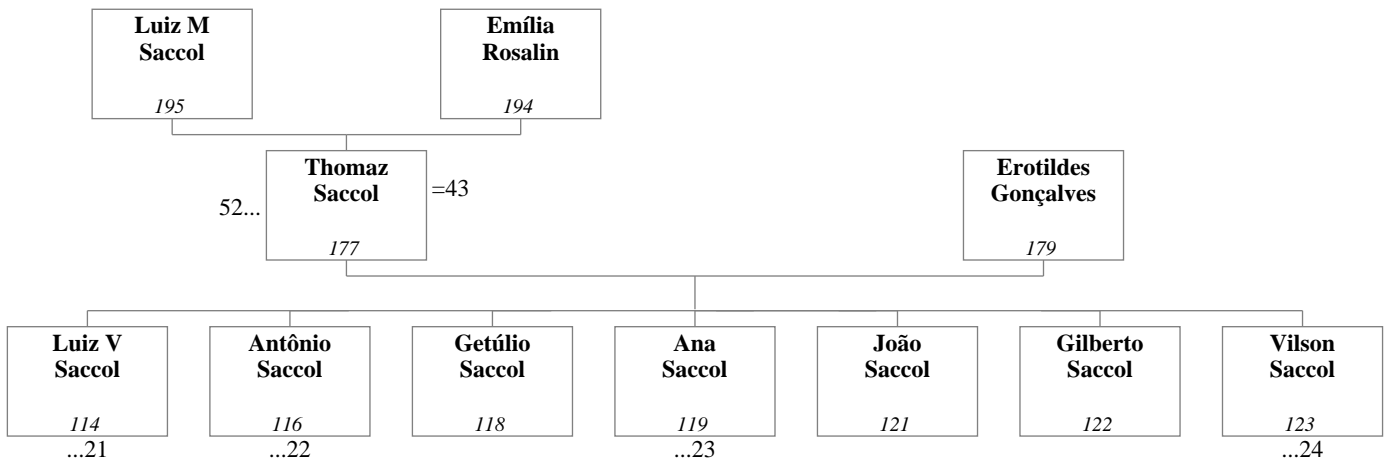 Luiz M
Saccol
195
Emília
Rosalin
194
Thomaz
Saccol
177
52...
=43
Erotildes
Gonçalves
179
Luiz V
Saccol
114
...21
Antônio
Saccol
116
...22
Getúlio
Saccol
118
Ana
Saccol
119
...23
João
Saccol
121
Gilberto
Saccol
122
Vilson
Saccol
123
...24